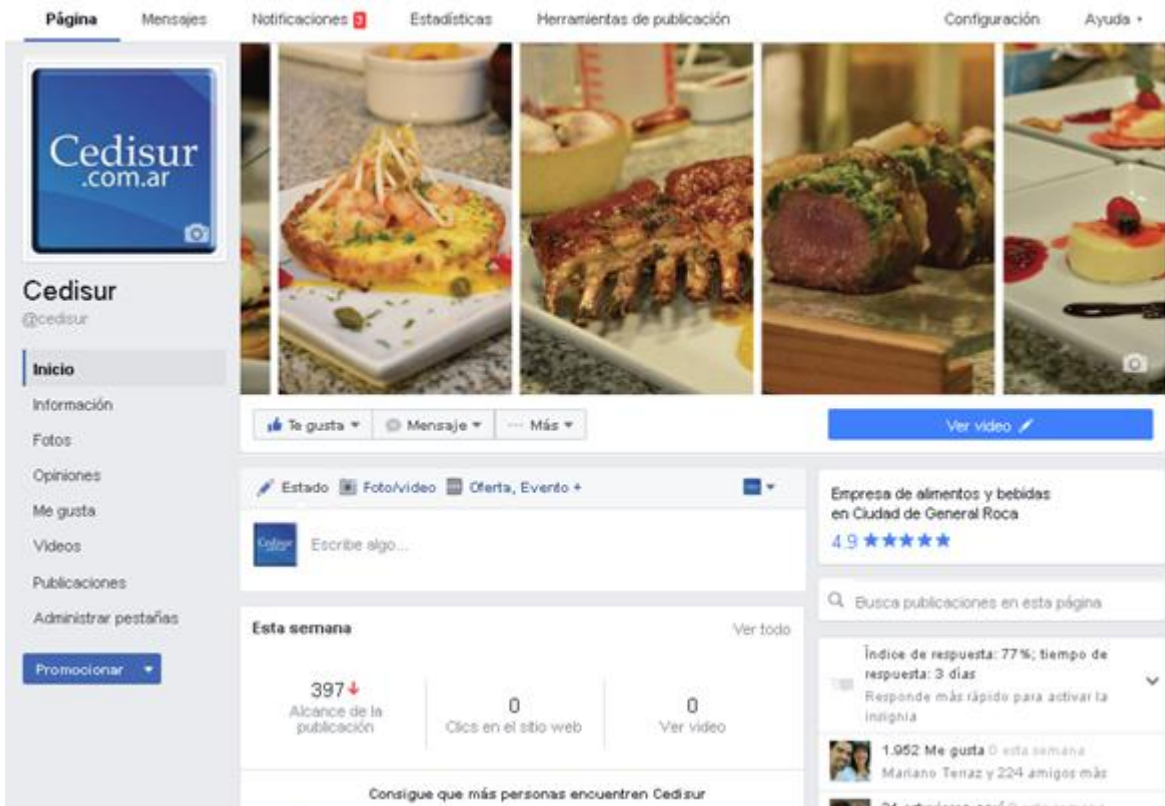 Página Mensajes Notificaciones 3 Estadísticas Herramientas de publicación Configuración Ayuda
Cedisur
.com.ar
Cedisur
@cedisur
Inicio
Información
Fotos
Opiniones
Me gusta
Videos
Publicaciones
Administrar pestañas
Promocionar
Te gusta Mensaje ··· Más
Ver video
Estado Foto/video Oferta, Evento +
Cedisur
Escribe algo...
Esta semana Ver todo
397
Alcance de la
publicación
0
Clics en el sitio web
0
Ver video
Consigue que más personas encuentren Cedisur
Empresa de alimentos y bebidas
en Ciudad de General Roca
4.9 ★★★★★
Busca publicaciones en esta página
Índice de respuesta: 77%; tiempo de
respuesta: 3 días
Responde más rápido para activar la
insignia
1.952 Me gusta 0 esta semana
Mariano Terraz y 224 amigos más